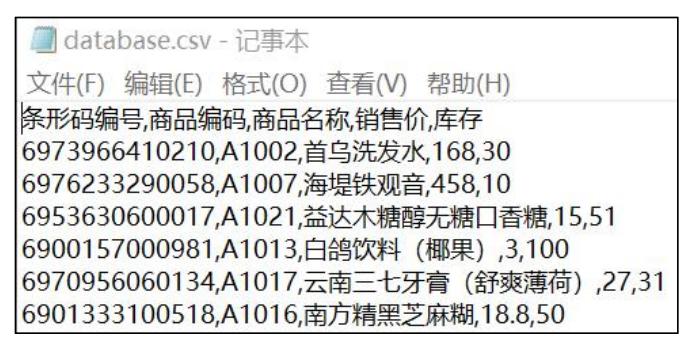 database.csv - 记事本
文件(F) 编辑(E) 格式(O) 查看(V) 帮助(H)
条形码编号,商品编码,商品名称,销售价,库存
6973966410210,A1002,首乌洗发水,168,30
6976233290058,A1007,海堤铁观音,458,10
6953630600017,A1021,益达木糖醇无糖口香糖,15,51
6900157000981,A1013,白鸽饮料（椰果）,3,100
6970956060134,A1017,云南三七牙膏（舒爽薄荷）,27,31
6901333100518,A1016,南方精黑芝麻糊,18.8,50